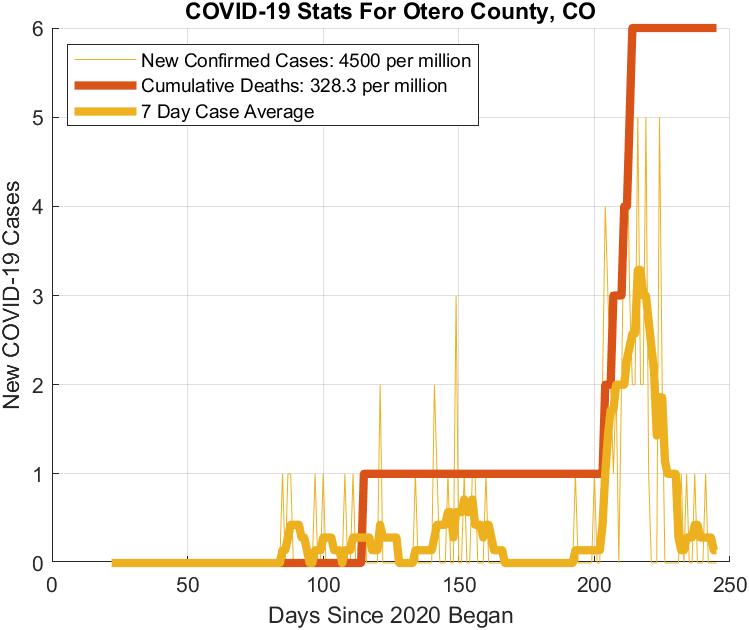 COVID-19 Stats For Otero County, CO
New Confirmed Cases: 4500 per million
Cumulative Deaths: 328.3 per million
7 Day Case Average
New COVID-19 Cases
6
5
4
3
2
1
0
0 50 100 150 200 250
Days Since 2020 Began